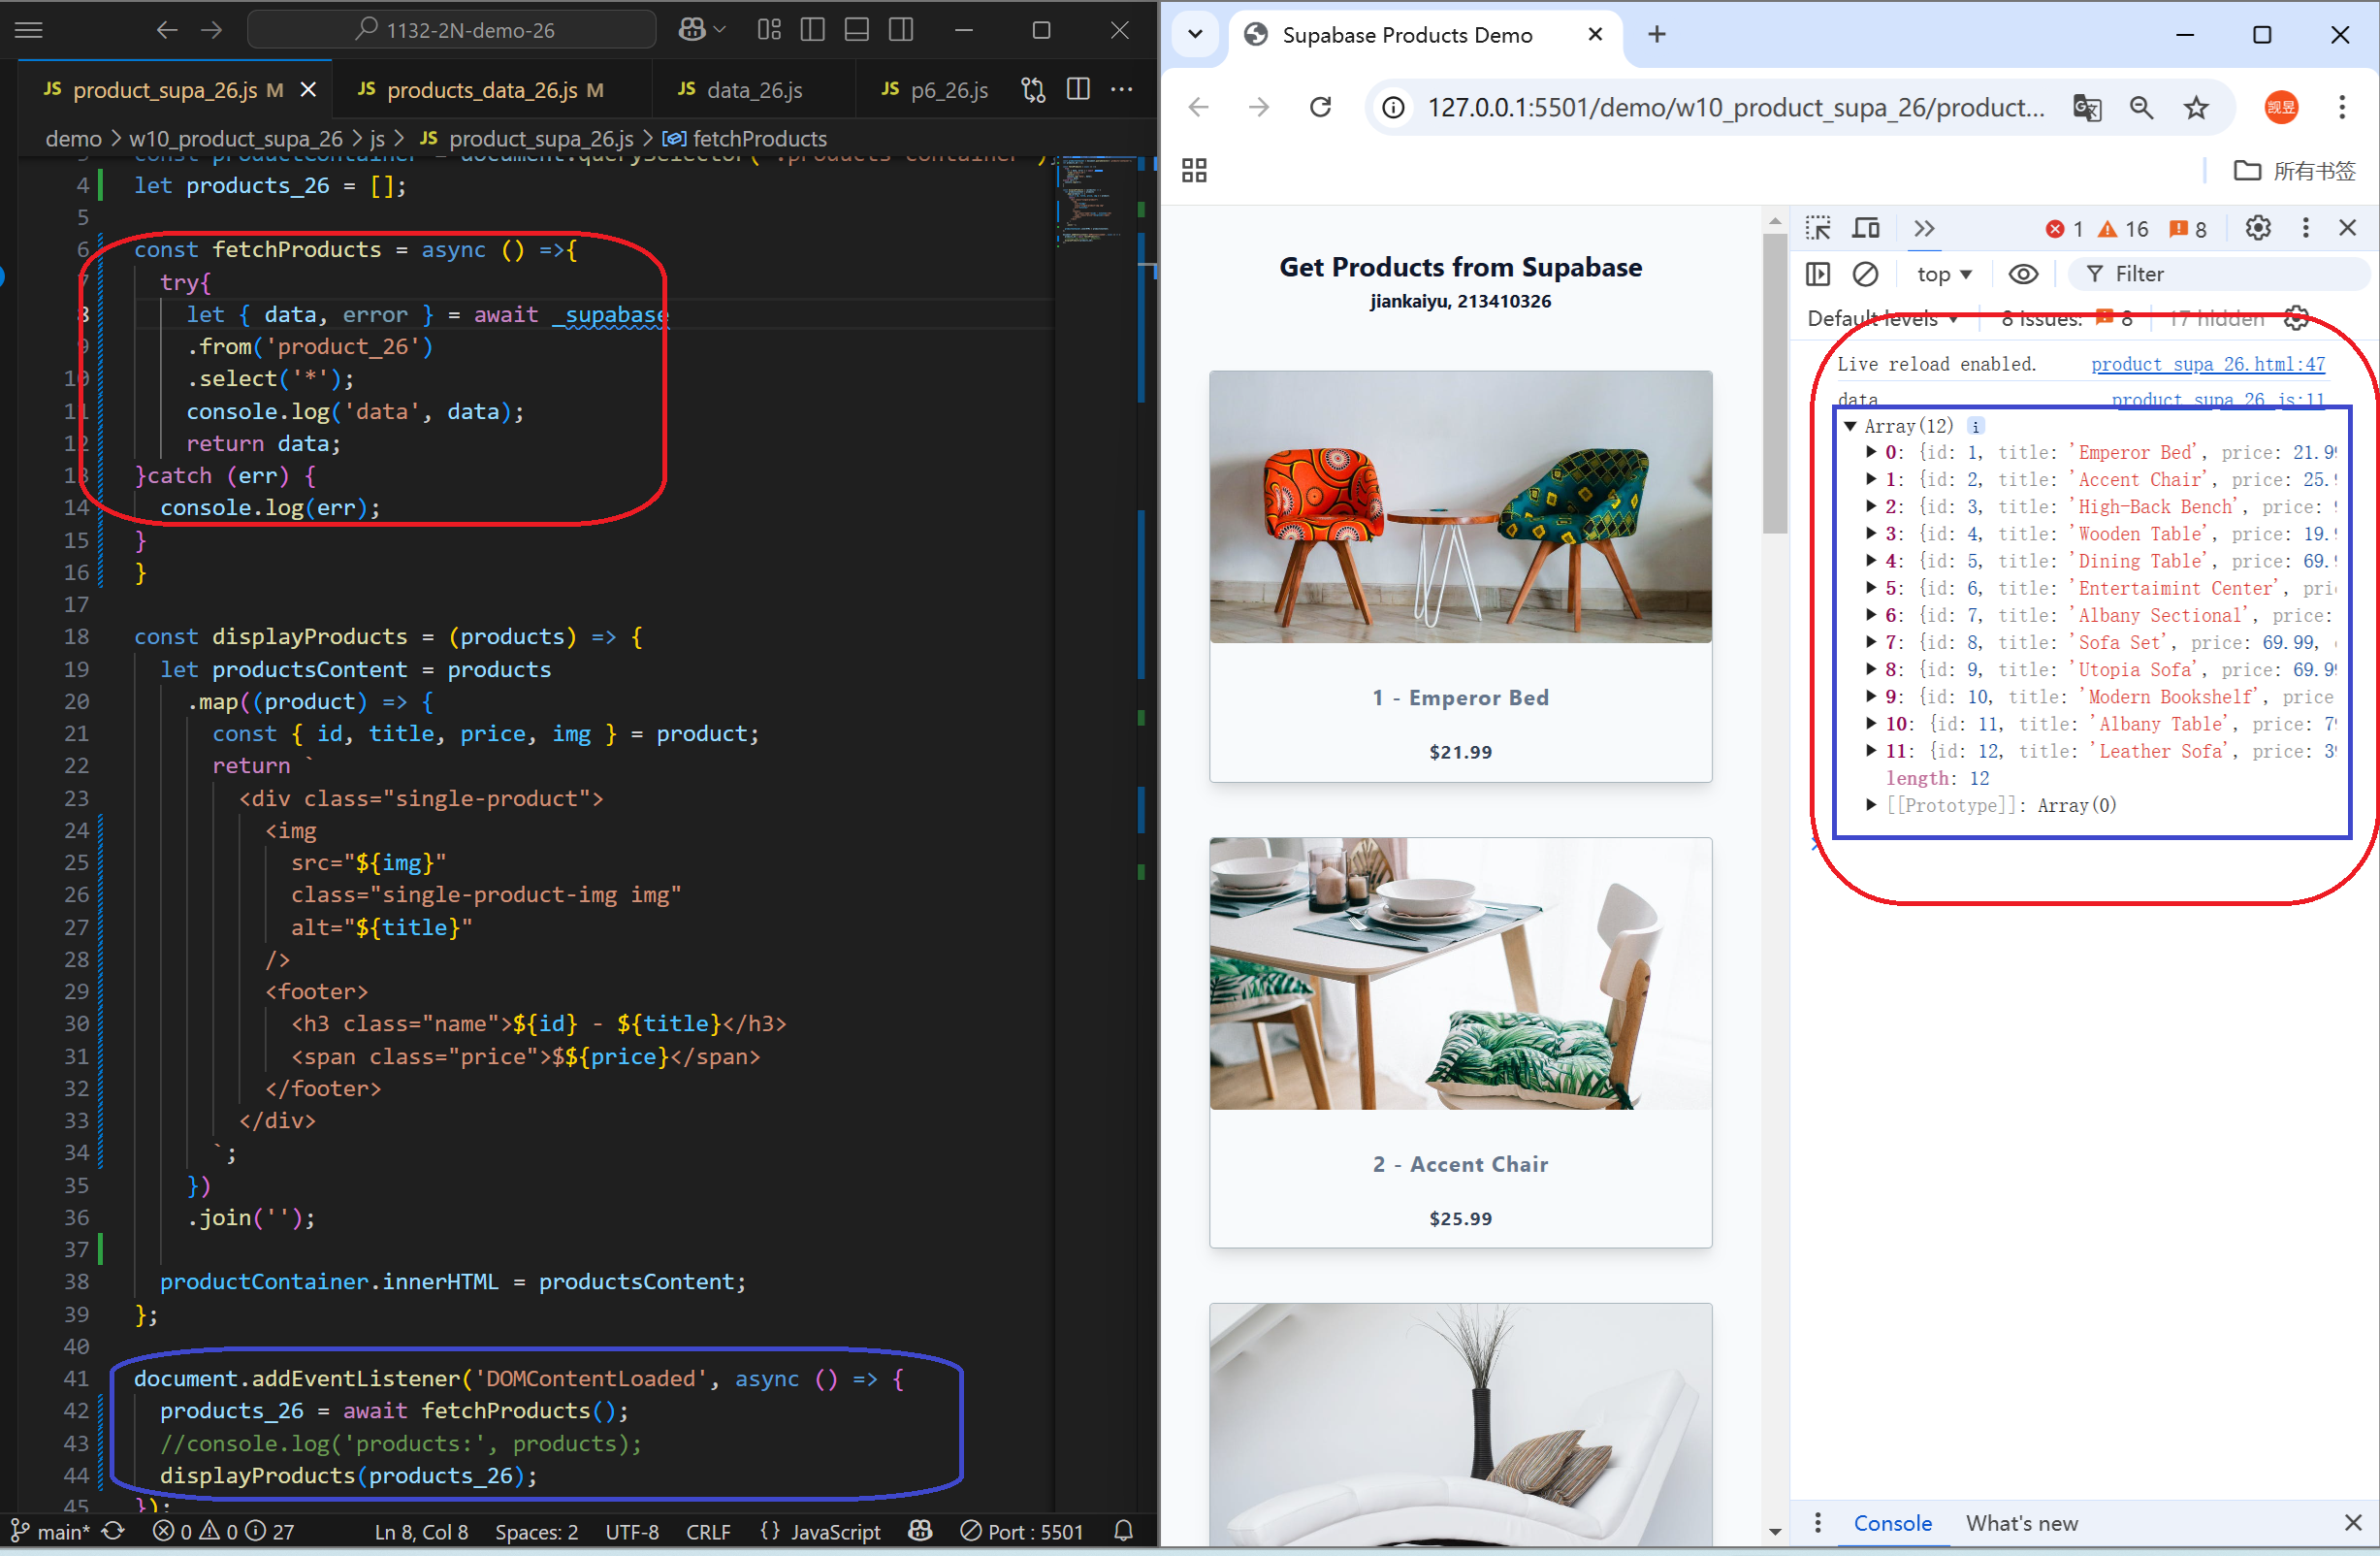 1132-2N-demo-26
JS product_supa_26.js M
JS products_data_26.js M
JS data_26.js
JS p6_26.js
demo > w10_product_supa_26 > js > JS product_supa_26.js > fetchProducts
4 let products_26 = [];
5
6 const fetchProducts = async () =>{
7 try{
8 let { data, error } = await _supabase
9 .from('product_26')
10 .select('*');
11 console.log('data', data);
12 return data;
13 }catch (err) {
14 console.log(err);
15 }
16 }
17
18 const displayProducts = (products) => {
19 let productsContent = products
20 .map((product) => {
21 const { id, title, price, img } = product;
22 return `
23 <div class="single-product">
24 <img
25 src="${img}"
26 class="single-product-img img"
27 alt="${title}"
28 />
29 <footer>
30 <h3 class="name">${id} - ${title}</h3>
31 <span class="price">$${price}</span>
32 </footer>
33 </div>
34 `;
35 })
36 .join('');
37
38 productContainer.innerHTML = productsContent;
39 };
40
41 document.addEventListener('DOMContentLoaded', async () => {
42 products_26 = await fetchProducts();
43 //console.log('products:', products);
44 displayProducts(products_26);
45 });
main* 0 0 27 Ln 8, Col 8 Spaces: 2 UTF-8 CRLF {} JavaScript Port : 5501
Supabase Products Demo
127.0.0.1:5501/demo/w10_product_supa_26/product...
觊昱
所有书签
Get Products from Supabase
jiankaiyu, 213410326
1 - Emperor Bed
$21.99
2 - Accent Chair
$25.99
1 16 8
top Filter
Default levels 8 Issues: 8 17 hidden
Live reload enabled. product_supa_26.html:47
data product_supa_26.js:11
Array(12) i
0: {id: 1, title: 'Emperor Bed', price: 21.9
1: {id: 2, title: 'Accent Chair', price: 25.
2: {id: 3, title: 'High-Back Bench', price:
3: {id: 4, title: 'Wooden Table', price: 19.
4: {id: 5, title: 'Dining Table', price: 69.
5: {id: 6, title: 'Entertaimint Center', pri
6: {id: 7, title: 'Albany Sectional', price:
7: {id: 8, title: 'Sofa Set', price: 69.99,
8: {id: 9, title: 'Utopia Sofa', price: 69.9
9: {id: 10, title: 'Modern Bookshelf', price
10: {id: 11, title: 'Albany Table', price: 7
11: {id: 12, title: 'Leather Sofa', price: 3
length: 12
[[Prototype]]: Array(0)
Console What's new